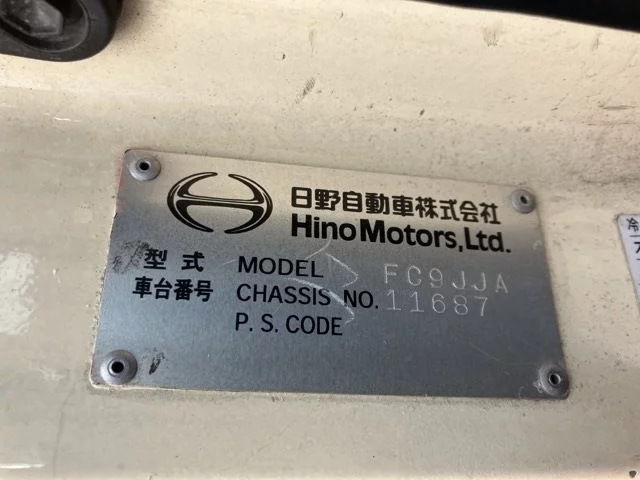 日野自動車株式会社
Hino Motors, Ltd.
型式 MODEL FC9JJA
車台番号 CHASSIS NO. 11687
P. S. CODE
冷